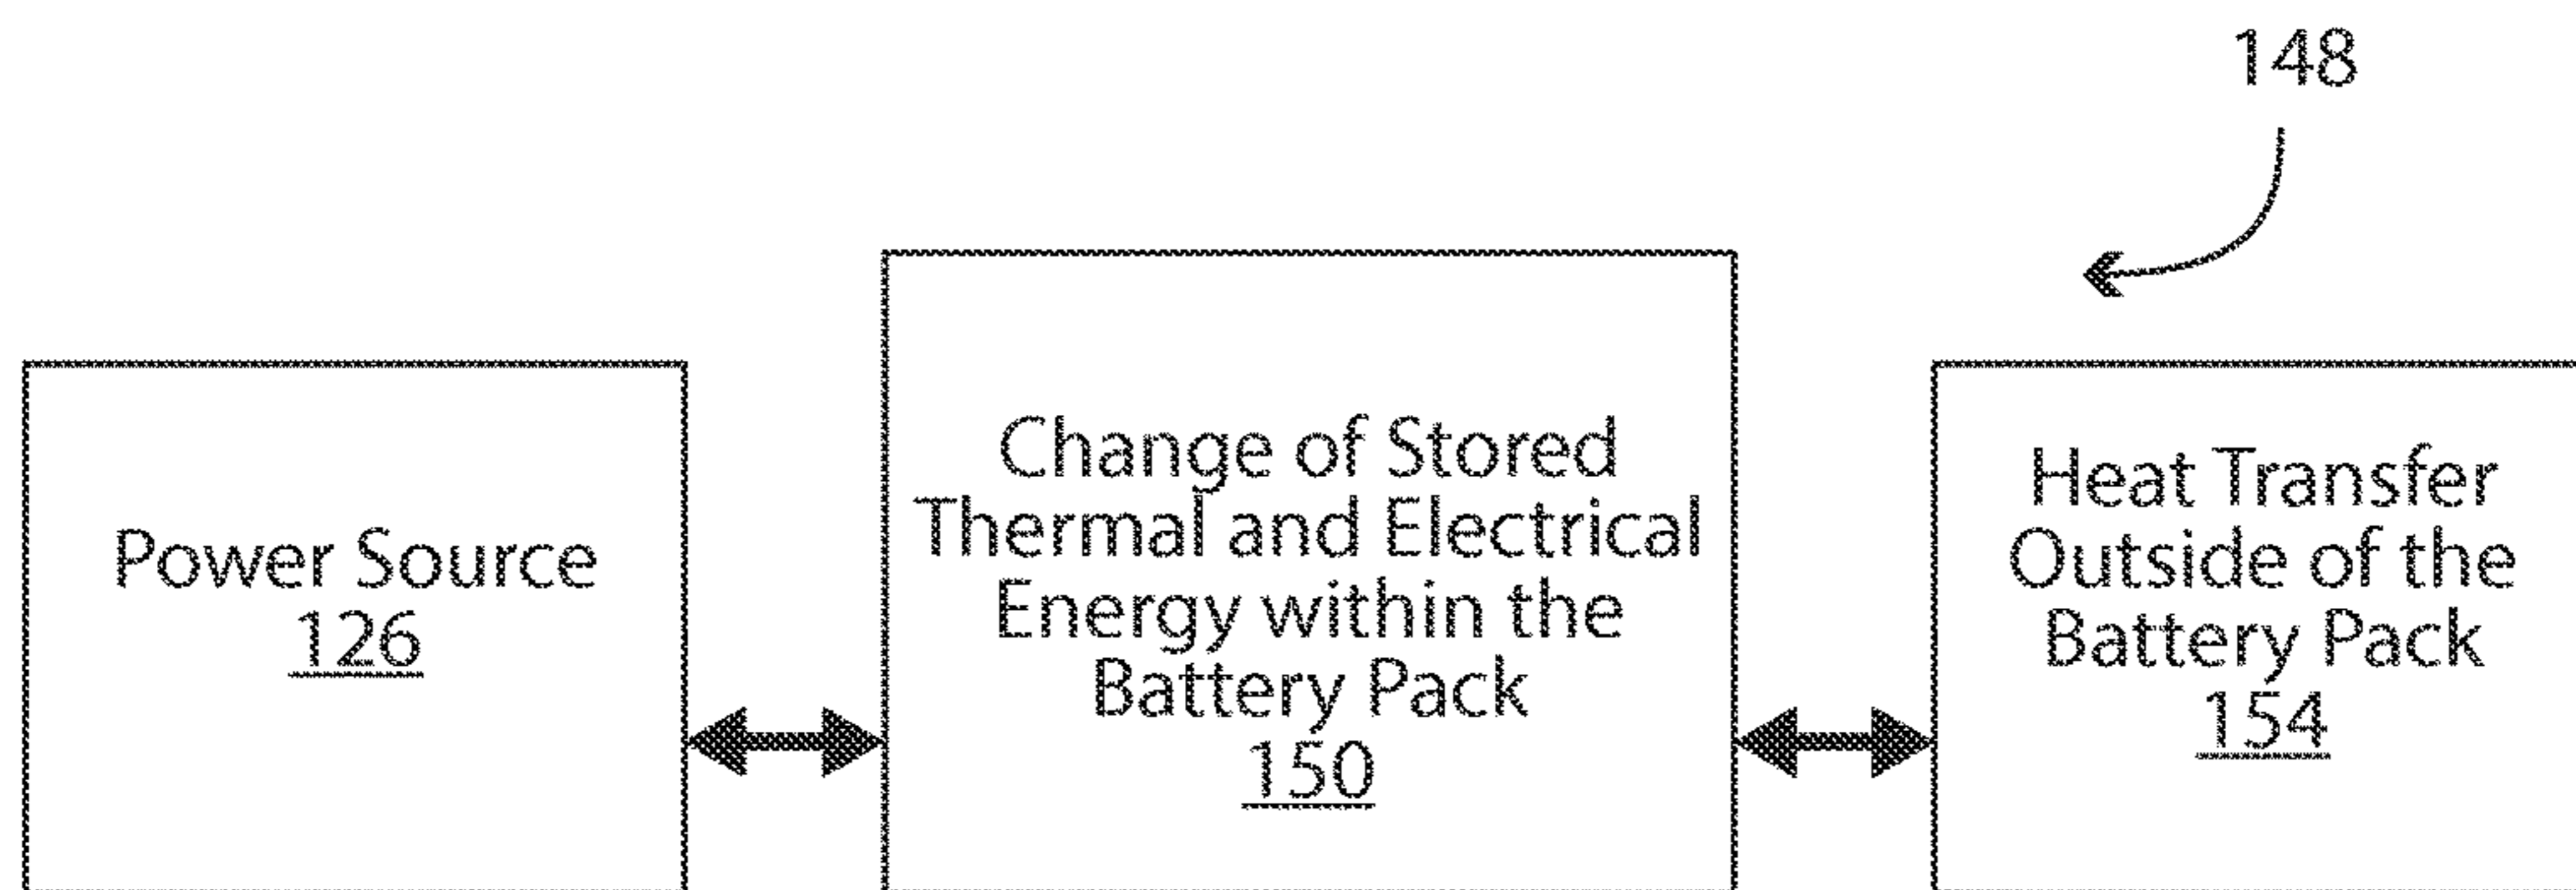 148
Power Source
126
Change of Stored
Thermal and Electrical
Energy within the
Battery Pack
150
Heat Transfer
Outside of the
Battery Pack
154